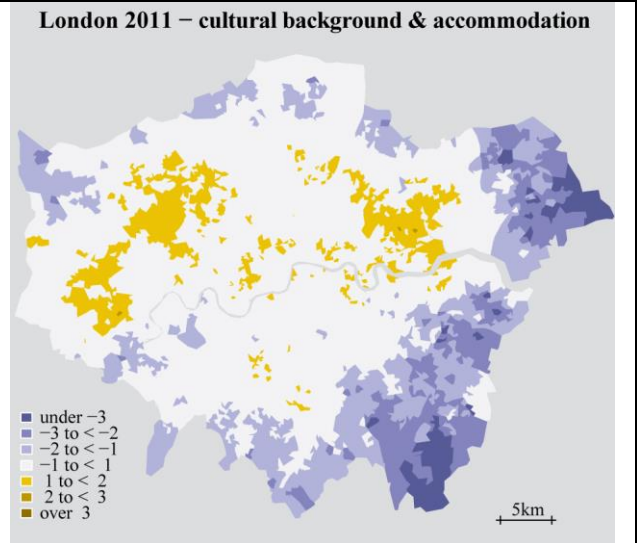 London 2011 − cultural background & accommodation
under −3
−3 to < −2
−2 to < −1
−1 to < 1
1 to < 2
2 to < 3
over 3
5km